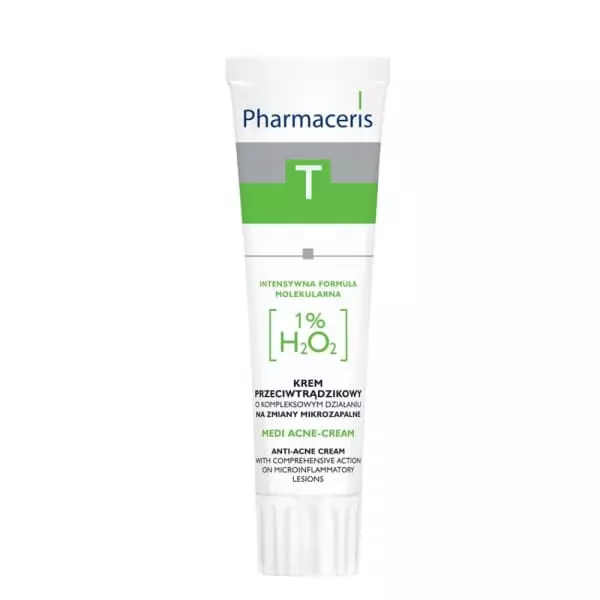 Pharmaceris
T
INTENSYWNA FORMUŁA
MOLEKULARNA
1%
H₂O₂
KREM
PRZECIWTRĄDZIKOWY
O KOMPLEKSOWYM DZIAŁANIU
NA ZMIANY MIKROZAPALNE
MEDI ACNE-CREAM
ANTI-ACNE CREAM
WITH COMPREHENSIVE ACTION
ON MICROINFLAMMATORY
LESIONS